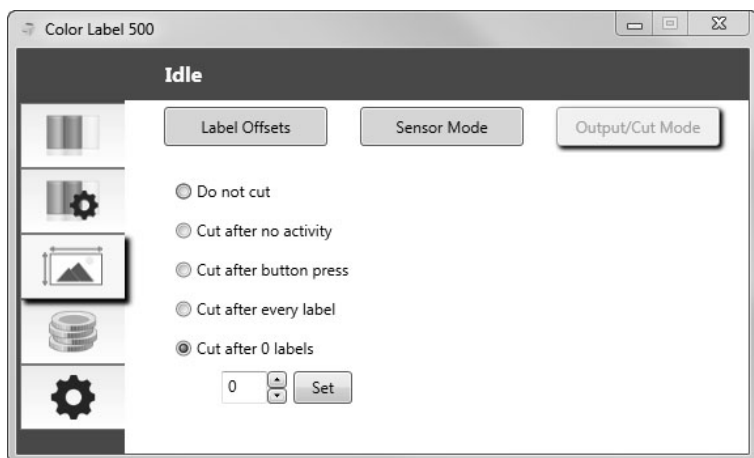 Color Label 500
Idle
Label Offsets Sensor Mode Output/Cut Mode
Do not cut
Cut after no activity
Cut after button press
Cut after every label
Cut after 0 labels
0 Set